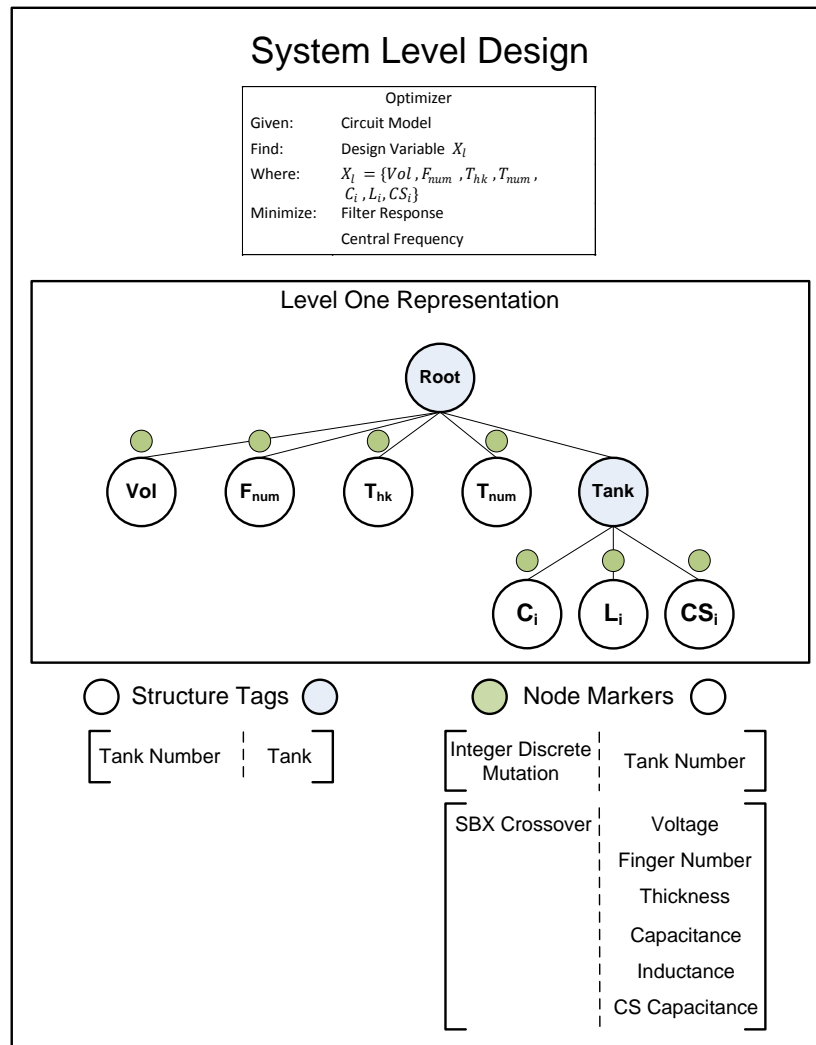 System Level Design
Optimizer
Given: Circuit Model
Find: Design Variable X_l
Where: X_l = {Vol , F_num , T_hk , T_num ,
C_i , L_i , CS_i}
Minimize: Filter Response
Central Frequency
Level One Representation
Root
Vol F_num T_hk T_num Tank
C_i L_i CS_i
Structure Tags Node Markers
Tank Number Tank
Integer Discrete
Mutation
Tank Number
SBX Crossover Voltage
Finger Number
Thickness
Capacitance
Inductance
CS Capacitance